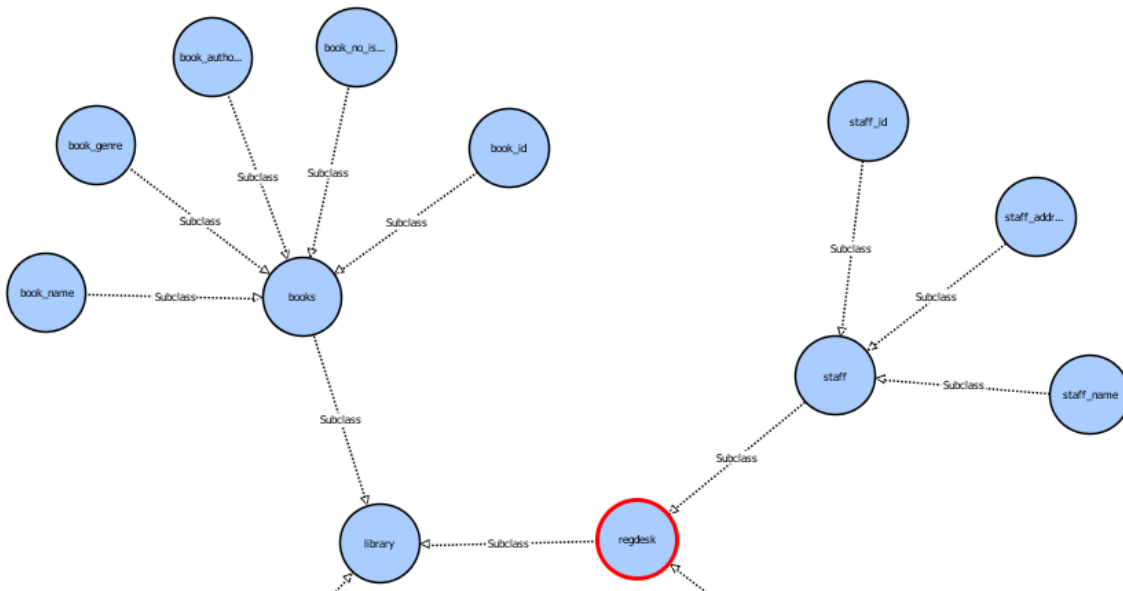 book_no_is...
book_autho...
staff_id
book_genre
book_id
Subclass
Subclass
staff_addr...
Subclass
Subclass
Subclass
book_name
Subclass
books
Subclass
staff
Subclass
staff_name
Subclass
Subclass
library
Subclass
regdesk